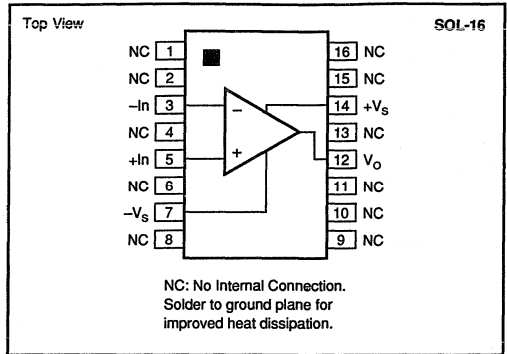 Top View SOL-16
NC 1 16 NC
NC 2 15 NC
–In 3 – 14 +VS
NC 4 13 NC
+In 5 + 12 VO
NC 6 11 NC
–VS 7 10 NC
NC 8 9 NC
NC: No Internal Connection.
Solder to ground plane for
improved heat dissipation.